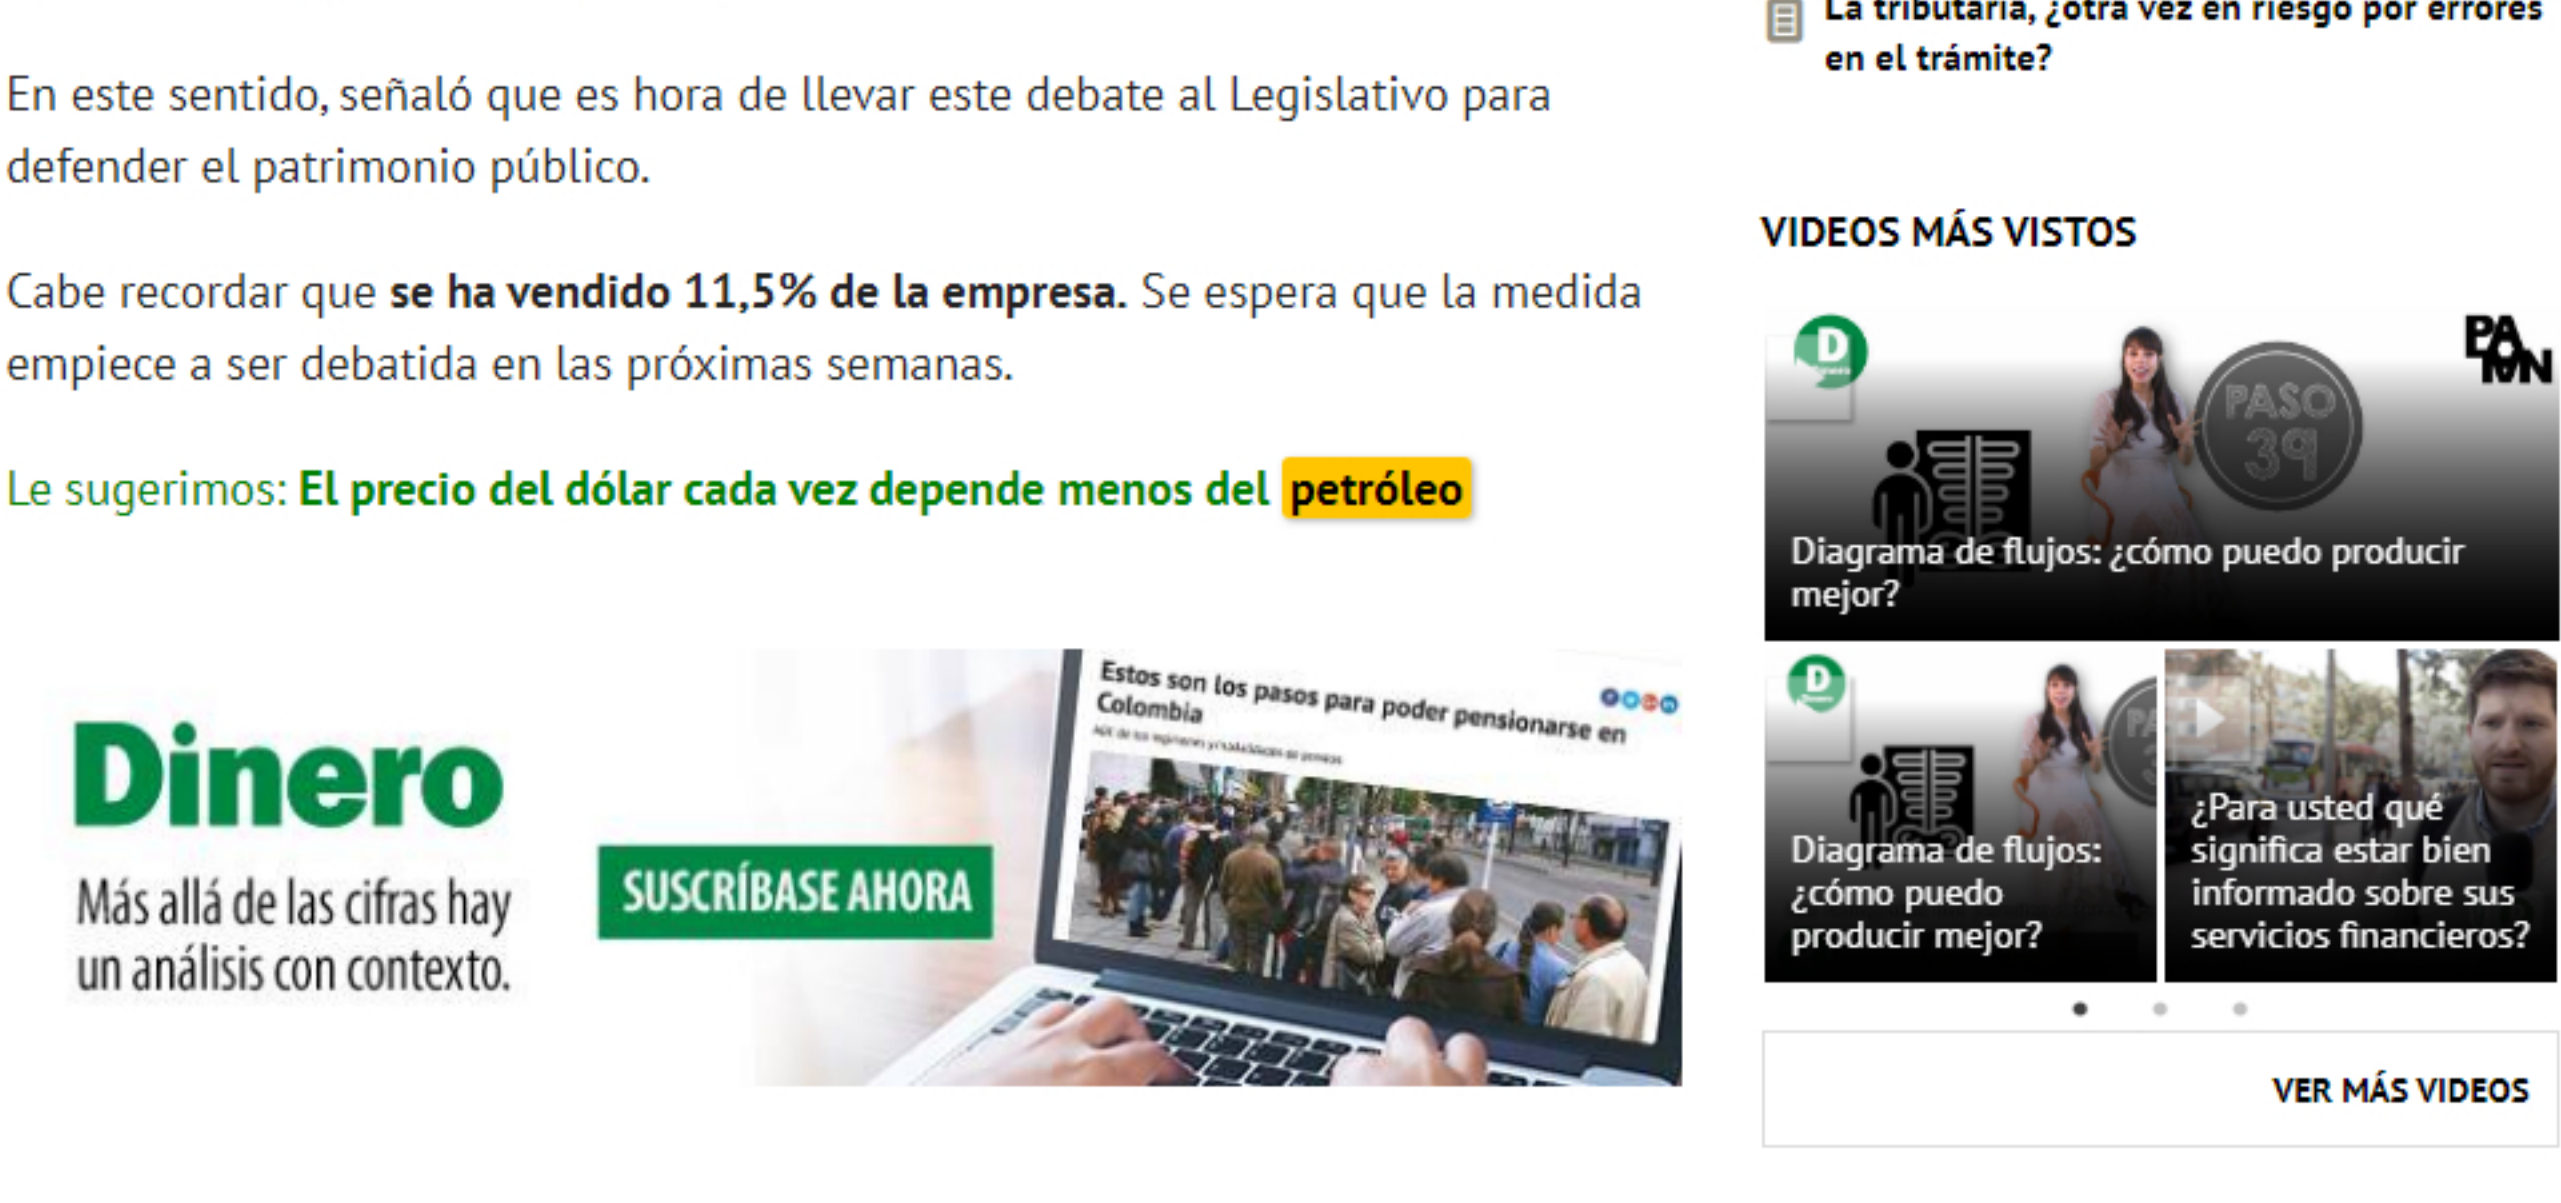 La tributaria, ¿otra vez en riesgo por errores
en el trámite?
En este sentido, señaló que es hora de llevar este debate al Legislativo para
defender el patrimonio público.
Cabe recordar que se ha vendido 11,5% de la empresa. Se espera que la medida
empiece a ser debatida en las próximas semanas.
Le sugerimos: El precio del dólar cada vez depende menos del petróleo
Dinero
Más allá de las cifras hay
un análisis con contexto.
SUSCRÍBASE AHORA
Estos son los pasos para poder pensionarse en
Colombia
VIDEOS MÁS VISTOS
D
PASO
39
Diagrama de flujos: ¿cómo puedo producir
mejor?
D
Diagrama de flujos:
¿cómo puedo
producir mejor?
¿Para usted qué
significa estar bien
informado sobre sus
servicios financieros?
VER MÁS VIDEOS